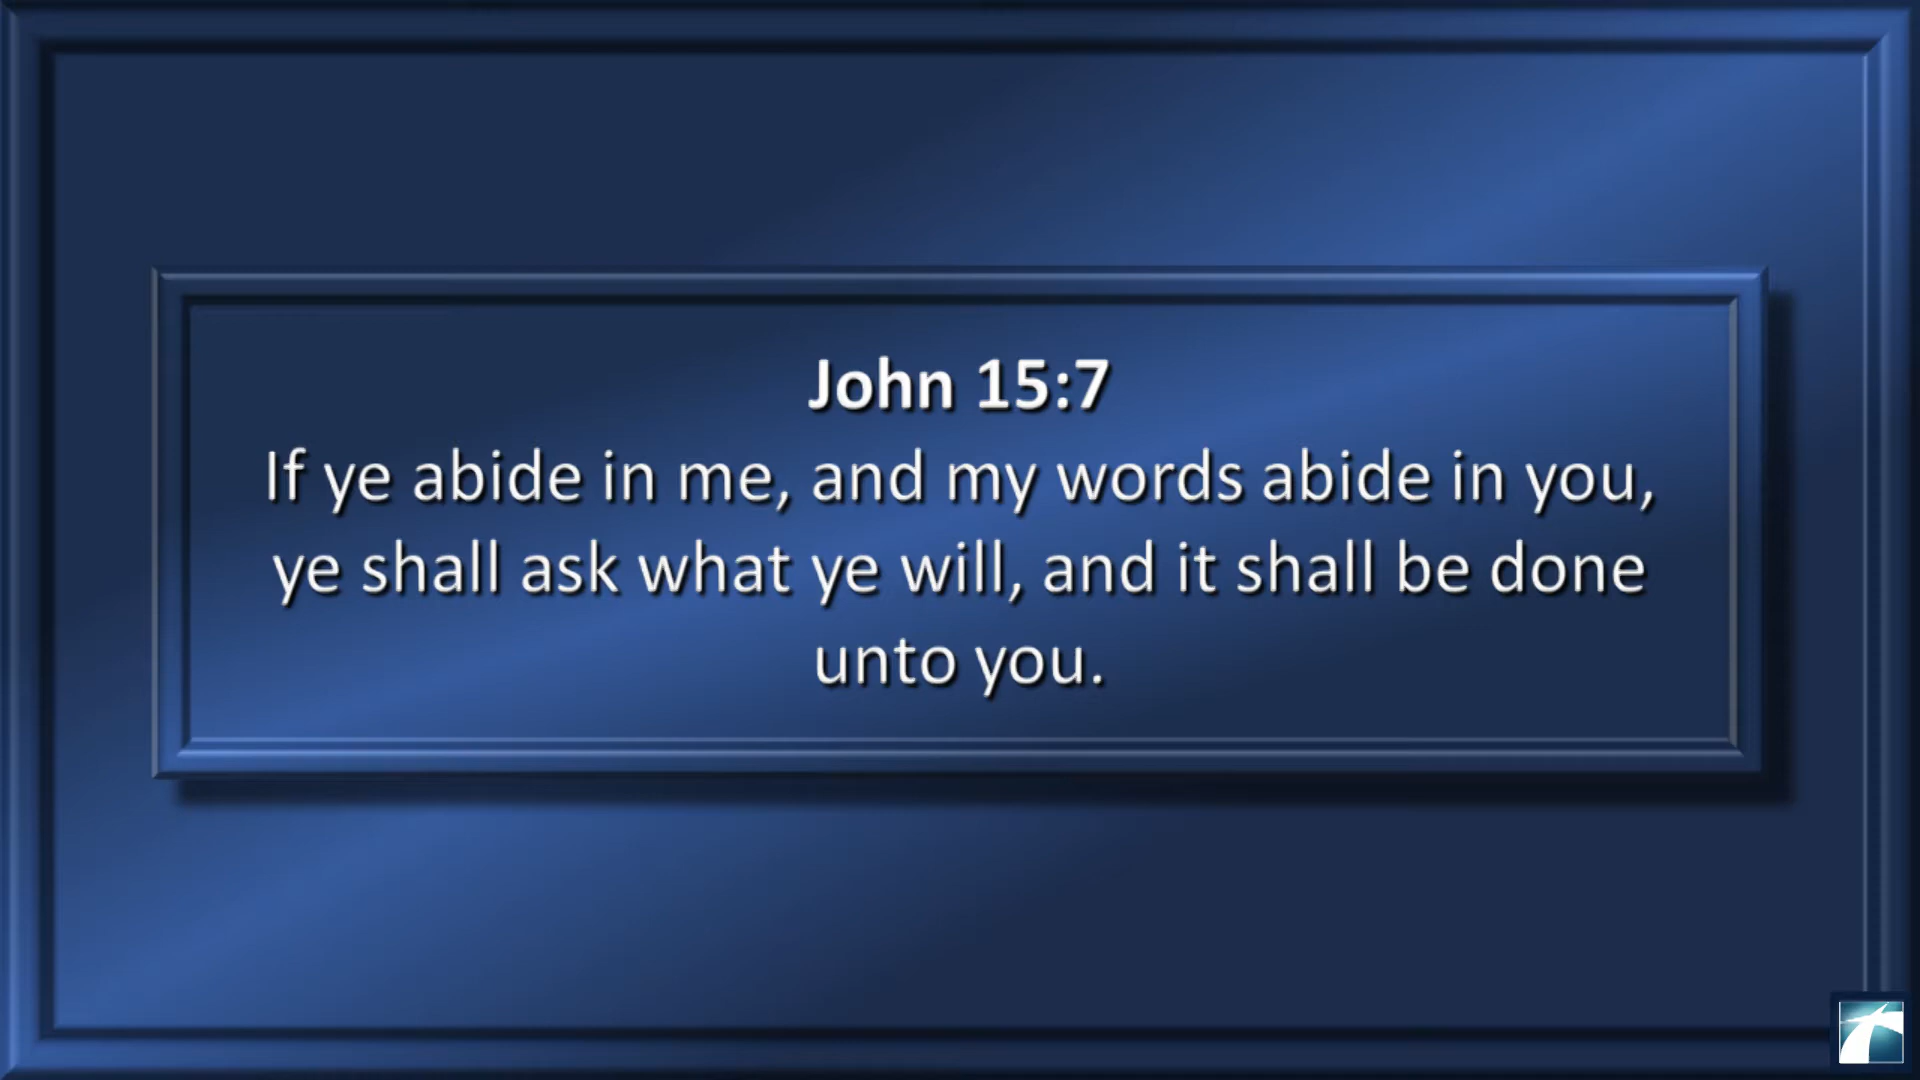 John 15:7
If ye abide in me, and my words abide in you,
ye shall ask what ye will, and it shall be done
unto you.